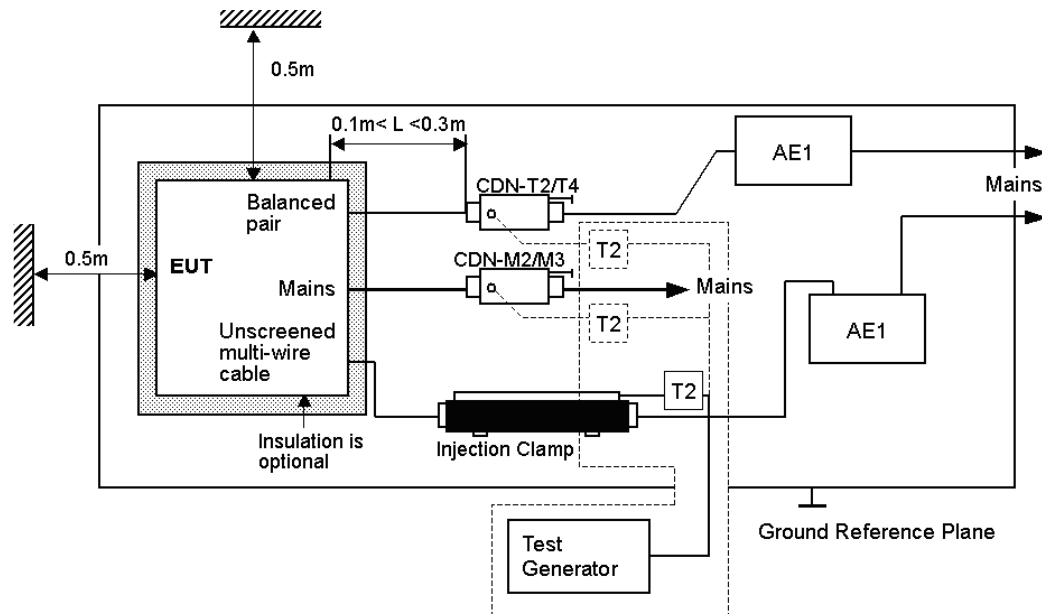 0.5m
0.1m< L <0.3m
AE1
Mains
CDN-T2/T4
Balanced
pair
T2
0.5m
EUT
CDN-M2/M3
Mains
Mains
T2
AE1
Unscreened
multi-wire
cable
T2
Insulation is
optional
Injection Clamp
Ground Reference Plane
Test
Generator